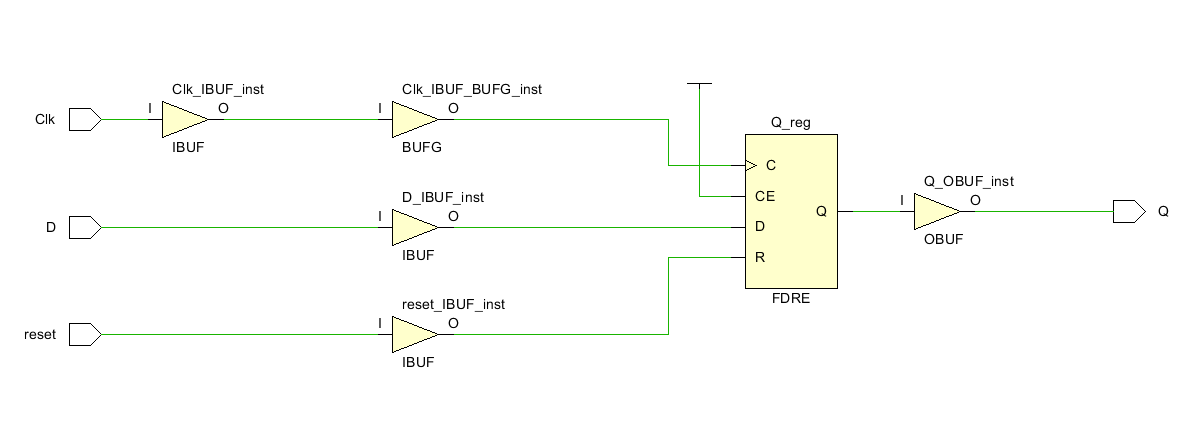 Clk_IBUF_inst
Clk_IBUF_BUFG_inst
I
O
I
O
Clk
Q_reg
IBUF
BUFG
C
Q_OBUF_inst
D_IBUF_inst
CE
I
O
I
O
Q
Q
D
D
OBUF
IBUF
R
reset_IBUF_inst
FDRE
I
O
reset
IBUF